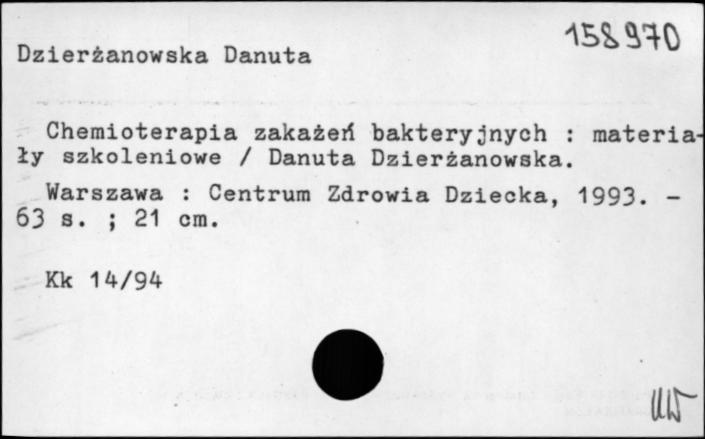 158970
Dzierżanowska Danuta
Chemioterapia zakażeń bakteryjnych : materia-
ły szkoleniowe / Danuta Dzierżanowska.
Warszawa : Centrum Zdrowia Dziecka, 1993. -
63 s. ; 21 cm.
Kk 14/94